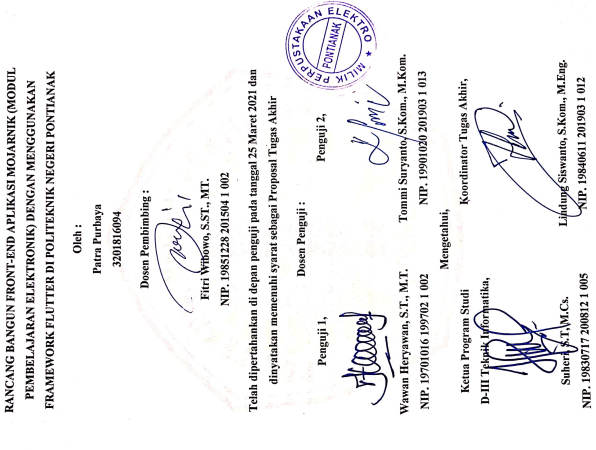 RANCANG BANGUN FRONT-END APLIKASI MOJARNIK (MODUL
PEMBELAJARAN ELEKTRONIK) DENGAN MENGGUNAKAN
FRAMEWORK FLUTTER DI POLITEKNIK NEGERI PONTIANAK
Oleh :
Patra Purbaya
3201816094
Dosen Pembimbing :
Fitri Wibowo, S.ST., MT.
NIP. 19851228 201504 1 002
Telah dipertahankan di depan penguji pada tanggal 25 Maret 2021 dan
dinyatakan memenuhi syarat sebagai Proposal Tugas Akhir
Dosen Penguji :
Penguji 1,
Wawan Heryawan, S.T., M.T.
NIP. 19701016 199702 1 002
Penguji 2,
Tommi Suryanto, S.Kom., M.Kom.
NIP. 19901020 201903 1 013
MILIK PERPUSTAKAAN ELEKTRO
PONTIANAK
Mengetahui,
Ketua Program Studi
D-III Teknik Informatika,
Suheri, S.T.,M.Cs.
NIP. 19830717 200812 1 005
Koordinator Tugas Akhir,
Lindung Siswanto, S.Kom., M.Eng.
NIP. 19840611 201903 1 012